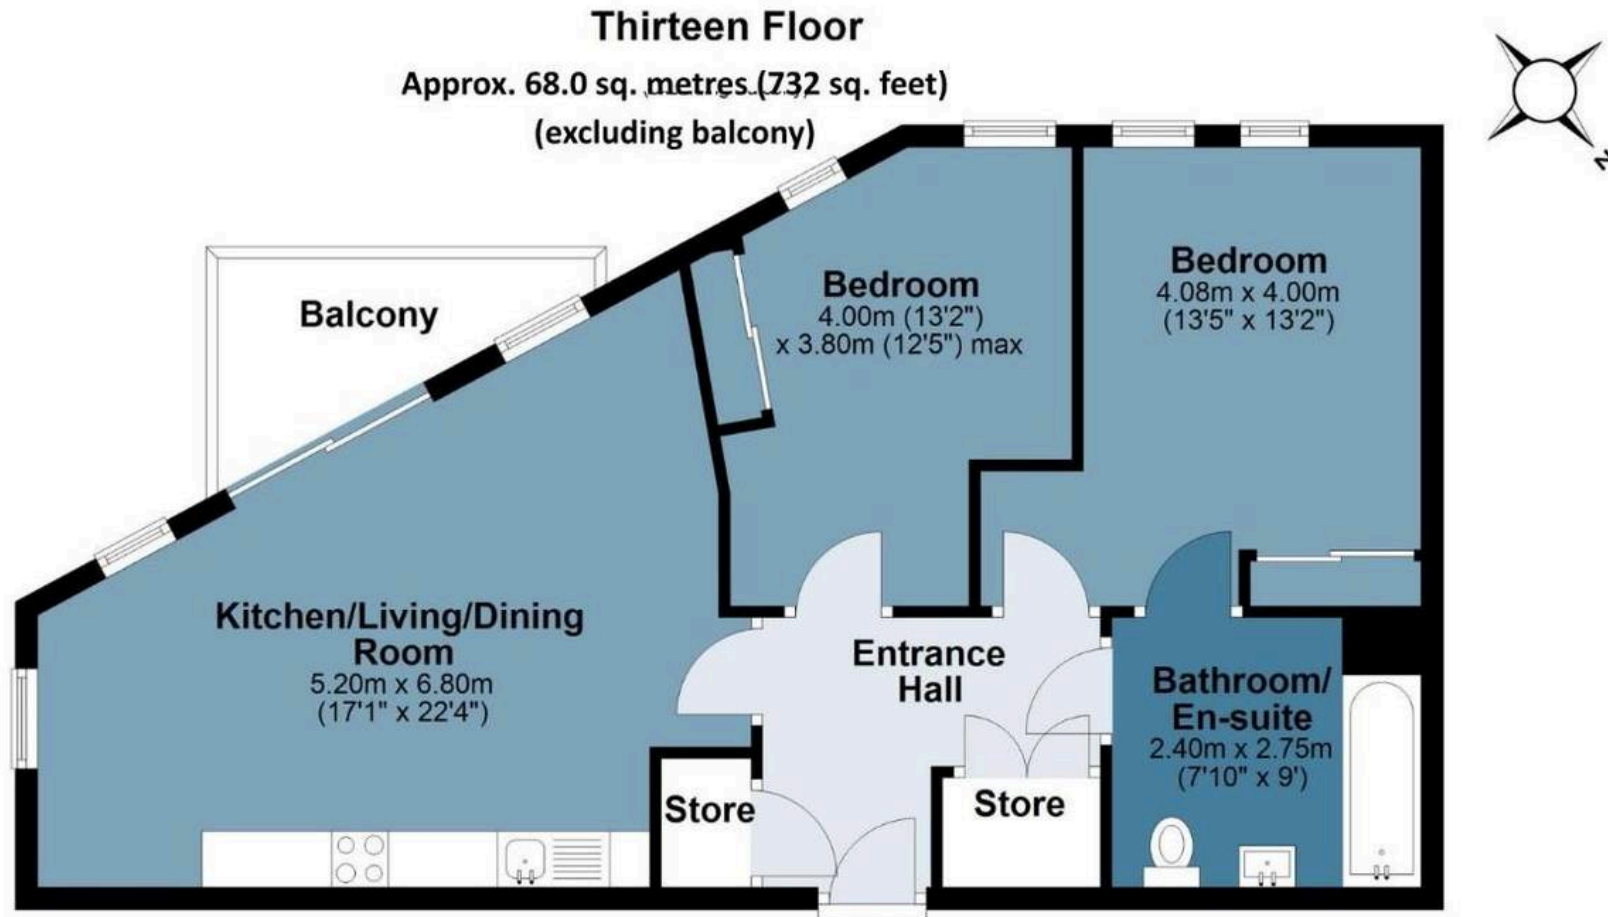 Thirteen Floor
Approx. 68.0 sq. metres (732 sq. feet)
(excluding balcony)
N
Balcony
Bedroom
4.00m (13'2")
x 3.80m (12'5") max
Bedroom
4.08m x 4.00m
(13'5" x 13'2")
Kitchen/Living/Dining
Room
5.20m x 6.80m
(17'1" x 22'4")
Entrance
Hall
Bathroom/
En-suite
2.40m x 2.75m
(7'10" x 9')
Store
Store